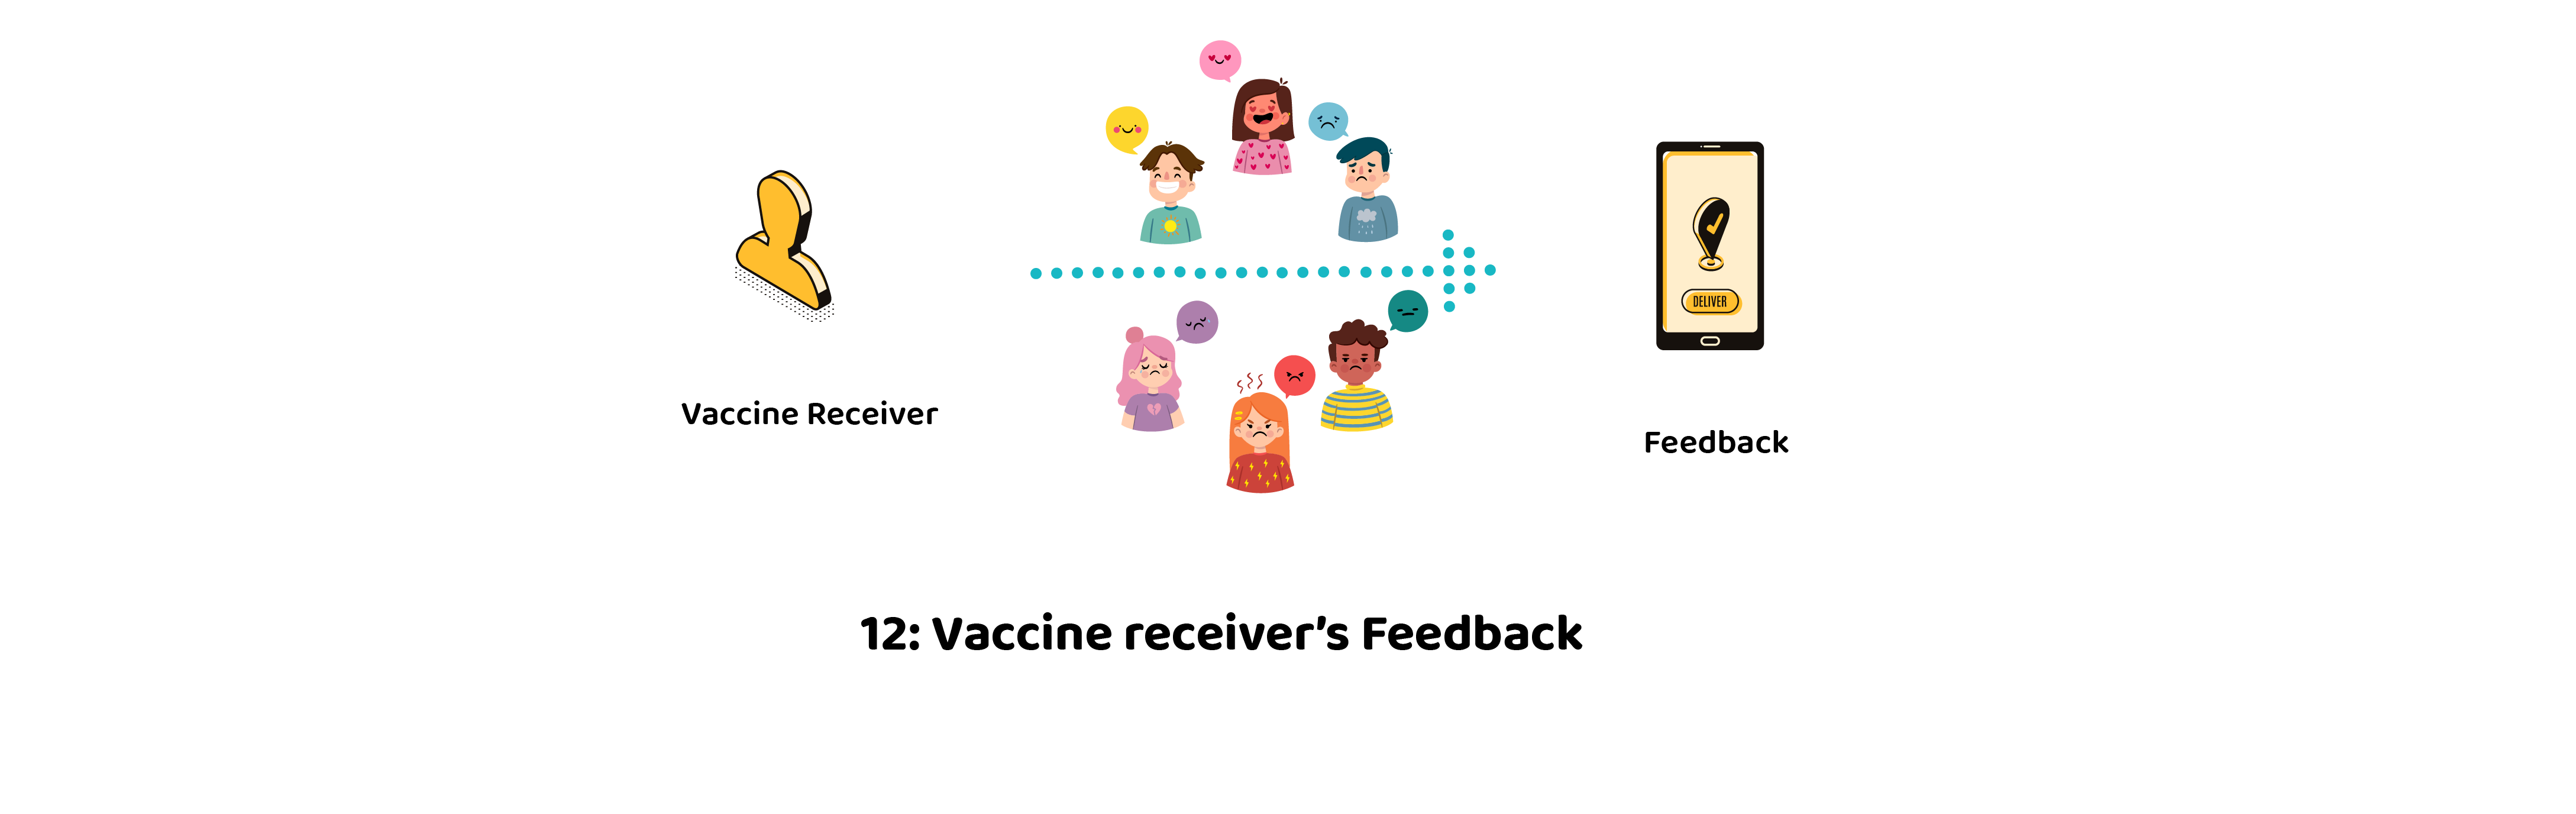 DELIVER
Vaccine Receiver
Feedback
12: Vaccine receiver's Feedback